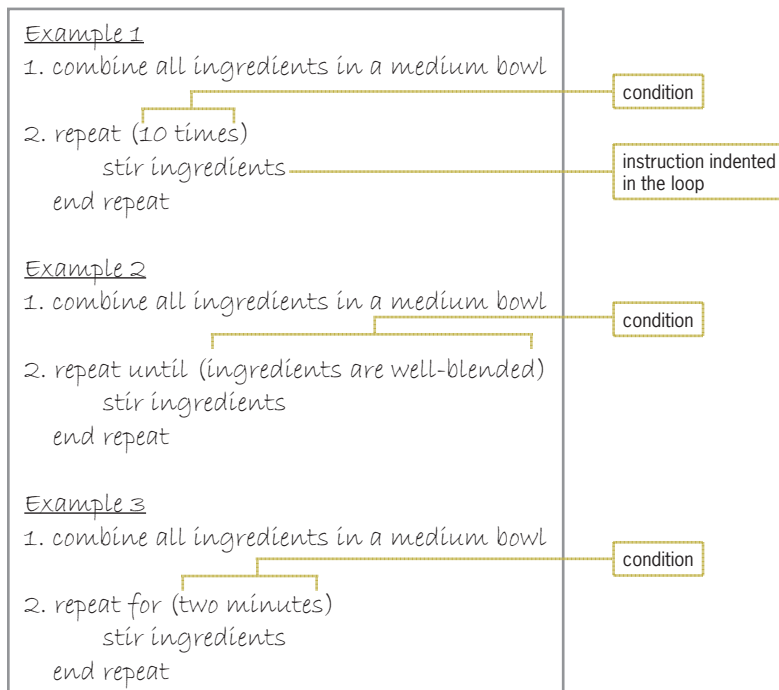 Example 1
1. combine all ingredients in a medium bowl
condition
2. repeat (10 times)
stir ingredients
instruction indented
in the loop
end repeat
Example 2
1. combine all ingredients in a medium bowl
condition
2. repeat until (ingredients are well-blended)
stir ingredients
end repeat
Example 3
1. combine all ingredients in a medium bowl
condition
2. repeat for (two minutes)
stir ingredients
end repeat